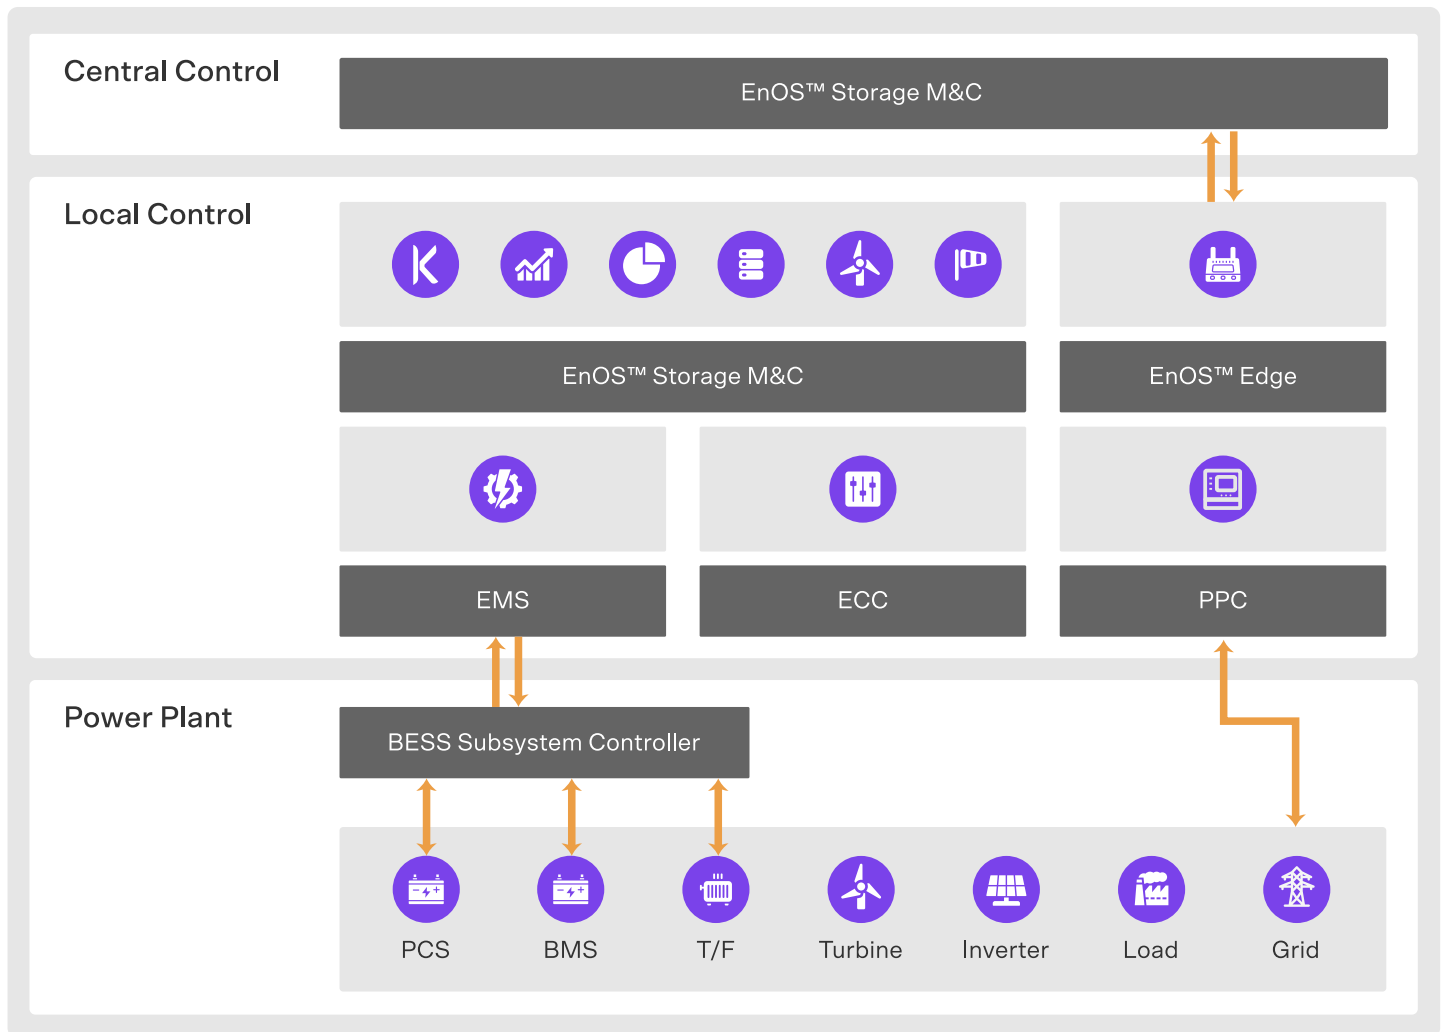 Central Control
EnOS™ Storage M&C
Local Control
EnOS™ Storage M&C
EnOS™ Edge
EMS
ECC
PPC
Power Plant
BESS Subsystem Controller
PCS
BMS
T/F
Turbine
Inverter
Load
Grid